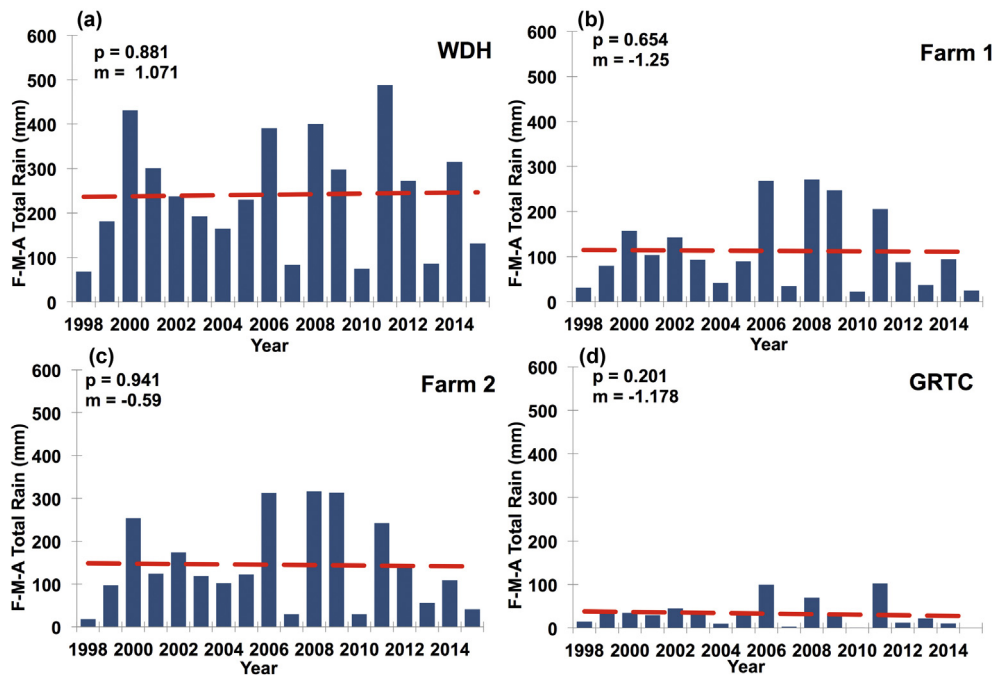 (a)
p = 0.881
m = 1.071
WDH
F-M-A Total Rain (mm)
600
500
400
300
200
100
0
1998 2000 2002 2004 2006 2008 2010 2012 2014
Year
(b)
p = 0.654
m = -1.25
Farm 1
F-M-A Total Rain (mm)
600
500
400
300
200
100
0
1998 2000 2002 2004 2006 2008 2010 2012 2014
Year
(c)
p = 0.941
m = -0.59
Farm 2
F-M-A Total Rain (mm)
600
500
400
300
200
100
0
1998 2000 2002 2004 2006 2008 2010 2012 2014
Year
(d)
p = 0.201
m = -1.178
GRTC
F-M-A Total Rain (mm)
600
500
400
300
200
100
0
1998 2000 2002 2004 2006 2008 2010 2012 2014
Year